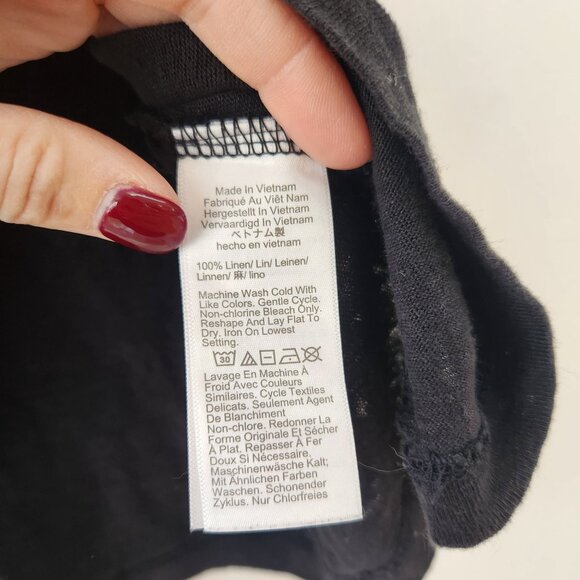 Made In Vietnam
Fabriqué Au Viêt Nam
Hergestellt In Vietnam
Vervaardigd In Vietnam
ベトナム製
hecho en vietnam
100% Linen/ Lin/ Leinen/
Linnen/ 麻/ lino
Machine Wash Cold With
Like Colors. Gentle Cycle.
Non-chlorine Bleach Only.
Reshape And Lay Flat To
Dry. Iron On Lowest
Setting.
30
Lavage En Machine À
Froid Avec Couleurs
Similaires. Cycle Textiles
Delicats. Seulement Agent
De Blanchiment
Non-chlore. Redonner La
Forme Originale Et Sécher
À Plat. Repasser À Fer
Doux Si Nécessaire.
Maschinenwäsche Kalt;
Mit Ähnlichen Farben
Waschen. Schonender
Zyklus. Nur Chlorfreies